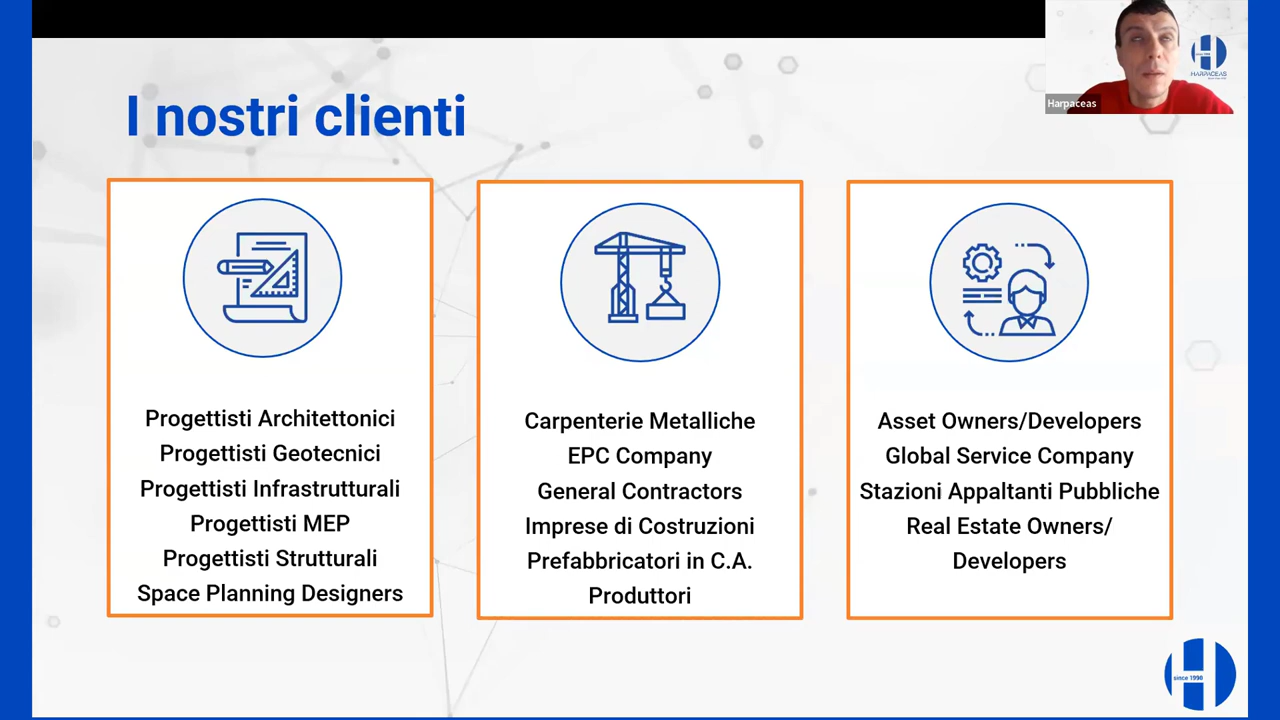 Harpaceas
since 1990
HARPACEAS
I nostri clienti
Progettisti Architettonici
Progettisti Geotecnici
Progettisti Infrastrutturali
Progettisti MEP
Progettisti Strutturali
Space Planning Designers
Carpenterie Metalliche
EPC Company
General Contractors
Imprese di Costruzioni
Prefabbricatori in C.A.
Produttori
Asset Owners/Developers
Global Service Company
Stazioni Appaltanti Pubbliche
Real Estate Owners/
Developers
since 1990